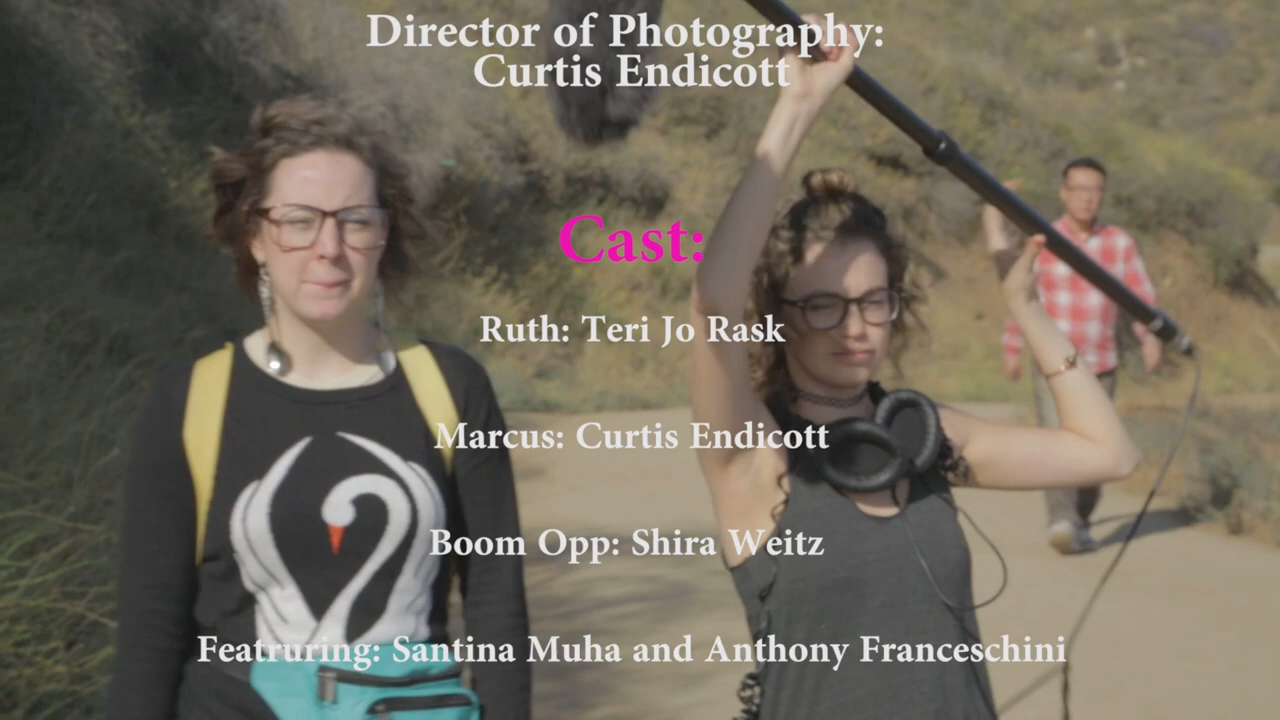 Director of Photography:
Curtis Endicott
Cast:
Ruth: Teri Jo Rask
Marcus: Curtis Endicott
Boom Opp: Shira Weitz
Featruring: Santina Muha and Anthony Franceschini